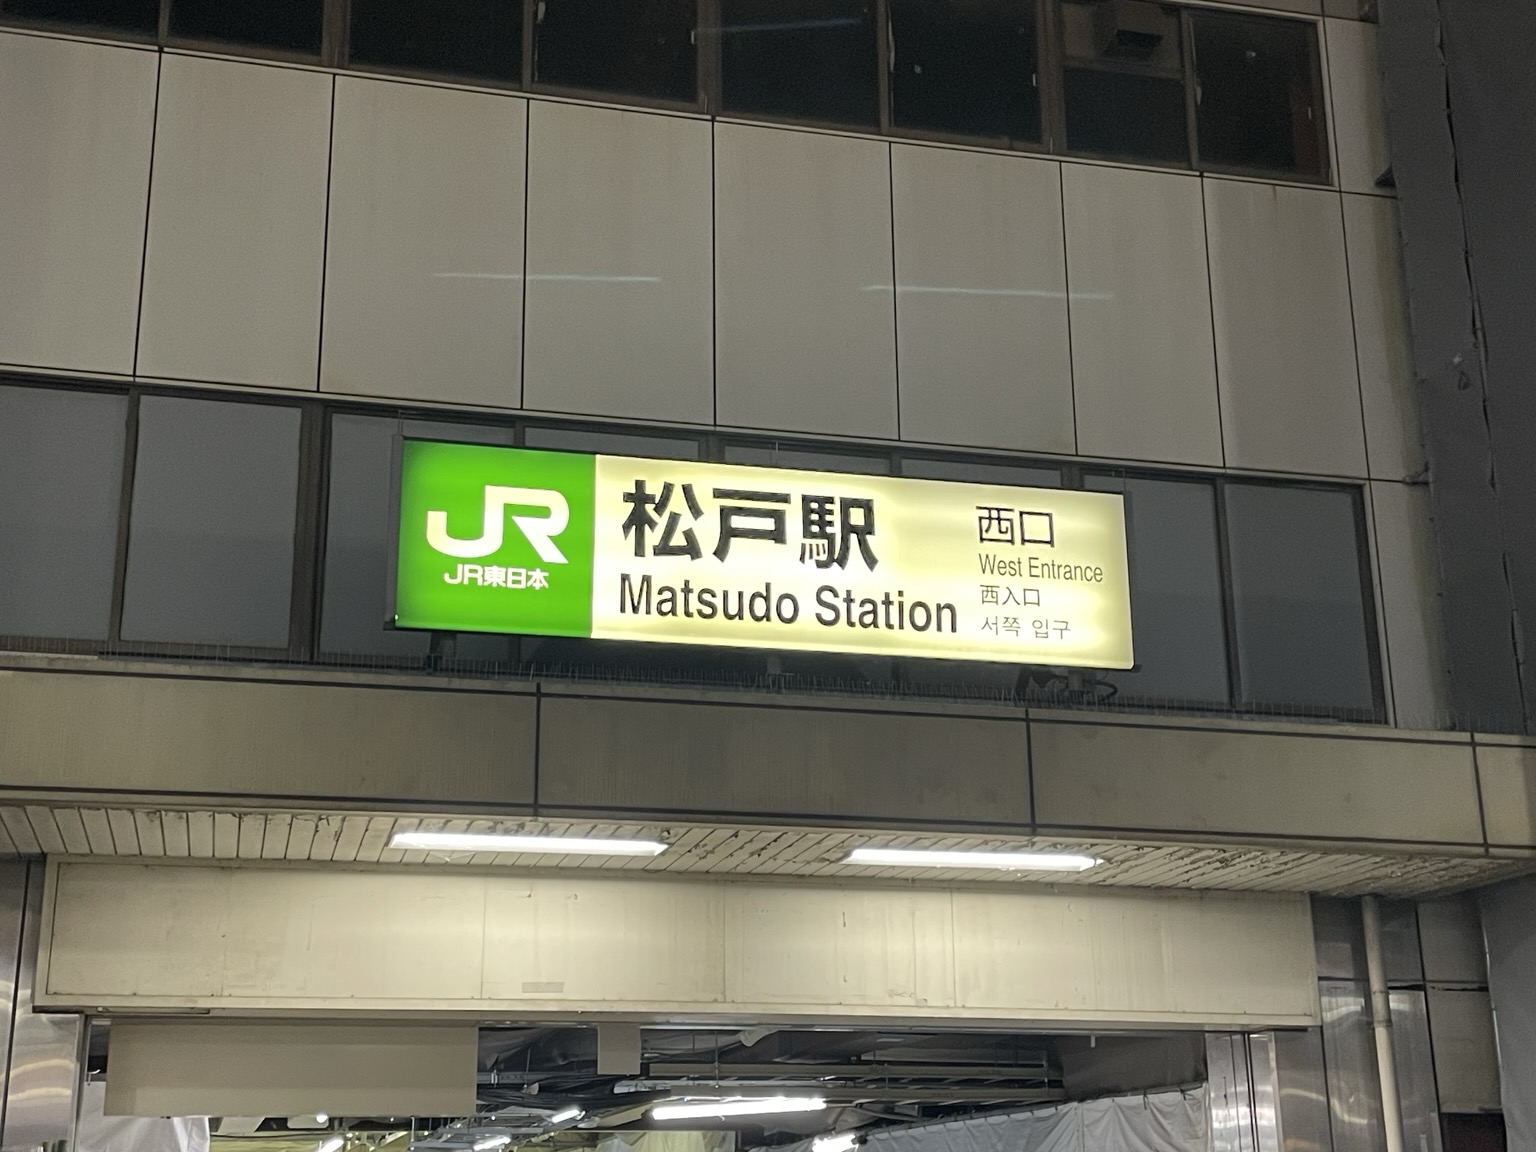 JR
JR東日本
松戸駅
Matsudo Station
西口
West Entrance
西入口
서쪽 입구